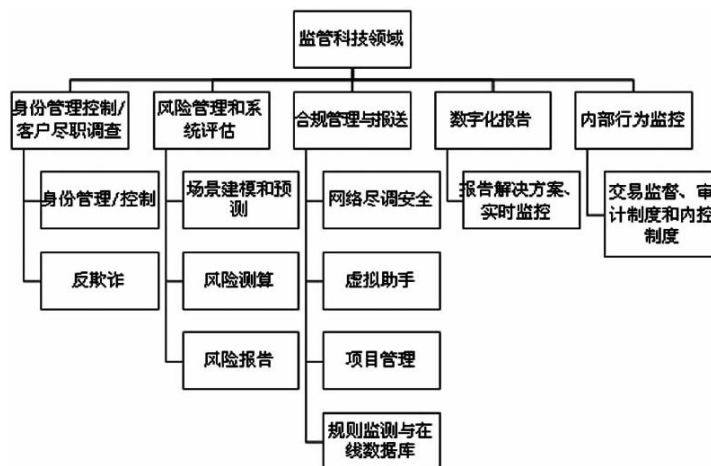 监管科技领域
身份管理控制/
客户尽职调查
风险管理和系
统评估
合规管理与报送
数字化报告
内部行为监控
身份管理/控制
反欺诈
场景建模和预
测
风险测算
风险报告
网络尽调安全
虚拟助手
项目管理
规则监测与在
线数据库
报告解决方案、
实时监控
交易监督、审
计制度和内控
制度